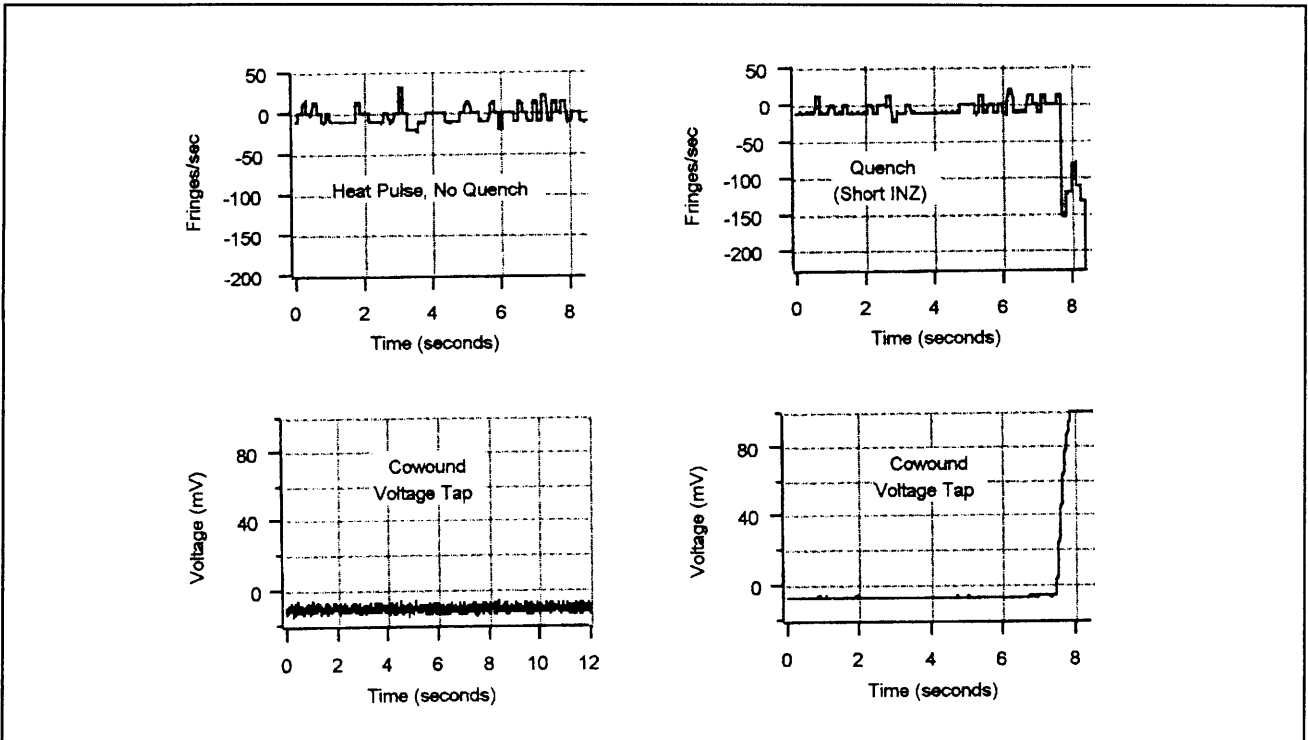 50
0
-50
-100
-150
-200
Fringes/sec
Heat Pulse, No Quench
0 2 4 6 8
Time (seconds)
50
0
-50
-100
-150
-200
Fringes/sec
Quench
(Short INZ)
0 2 4 6 8
Time (seconds)
80
40
0
Voltage (mV)
Cowound
Voltage Tap
0 2 4 6 8 10 12
Time (seconds)
80
40
0
Voltage (mV)
Cowound
Voltage Tap
0 2 4 6 8
Time (seconds)